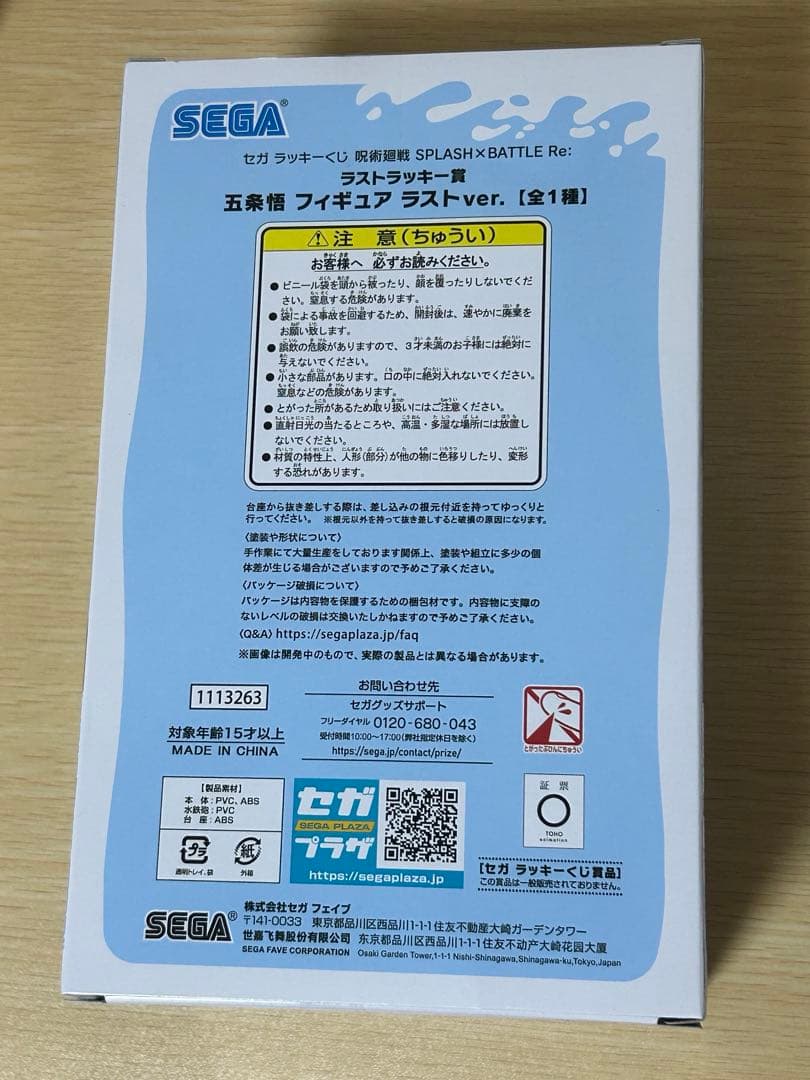 SEGA®
セガ ラッキーくじ 呪術廻戦 SPLASH×BATTLE Re:
ラストラッキー賞
五条悟 フィギュア ラストver.【全1種】
⚠注 意(ちゅうい)
お客様へ 必ずお読みください。
●ビニール袋を頭から被ったり、顔を覆ったりしないでくだ
さい。窒息する危険があります。
●袋による事故を回避するため、開封後は、速やかに廃棄を
お願い致します。
●誤飲の危険がありますので、3才未満のお子様には絶対に
与えないでください。
●小さな部品があります。口の中に絶対入れないでください。
窒息などの危険があります。
●とがった所があるため取り扱いにはご注意ください。
●直射日光の当たるところや、高温・多湿な場所には放置し
ないでください。
●材質の特性上、人形(部分)が他の物に色移りしたり、変形
する恐れがあります。
台座から抜き差しする際は、差し込みの根元付近を持ってゆっくりと
行ってください。 ※根元以外を持って抜き差しすると破損の原因になります。
〈塗装や形状について〉
手作業にて大量生産をしております関係上、塗装や組立に多少の個
体差が生じる場合がございますので予めご了承ください。
〈パッケージ破損について〉
パッケージは内容物を保護するための梱包材です。内容物に支障の
ないレベルの破損は交換いたしかねますので予めご了承ください。
〈Q&A〉https://segaplaza.jp/faq
※画像は開発中のもので、実際の製品とは異なる場合があります。
1113263
対象年齢15才以上
MADE IN CHINA
お問い合わせ先
セガグッズサポート
フリーダイヤル 0120-680-043
受付時間10:00~17:00(弊社指定休日を除く)
https://sega.jp/contact/prize/
とがったぶひんにちゅうい
【製品素材】
本 体:PVC、ABS
水鉄砲:PVC
台 座:ABS
プラ
紙
透明トレイ、袋
外箱
セガ
SEGA PLAZA
プラザ
https://segaplaza.jp
証 票
TOHO
animation
【セガ ラッキーくじ賞品】
この賞品は一般販売されておりません。
SEGA®
株式会社セガ フェイブ
〒141-0033 東京都品川区西品川1-1-1住友不動産大崎ガーデンタワー
世嘉飞舞股份有限公司 东京都品川区西品川1-1-1住友不动产大崎花园大厦
SEGA FAVE CORPORATION Osaki Garden Tower,1-1-1 Nishi-Shinagawa,Shinagawa-ku,Tokyo,Japan